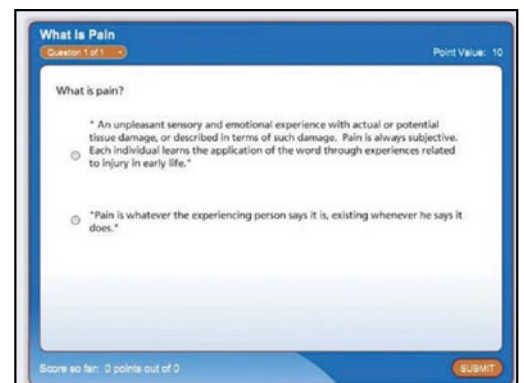 What Is Pain
Question 1 of 1
Point Value: 10
What is pain?
" An unpleasant sensory and emotional experience with actual or potential
tissue damage, or described in terms of such damage. Pain is always subjective.
Each individual learns the application of the word through experiences related
to injury in early life."
"Pain is whatever the experiencing person says it is, existing whenever he says it
does."
Score so far: 0 points out of 0
SUBMIT